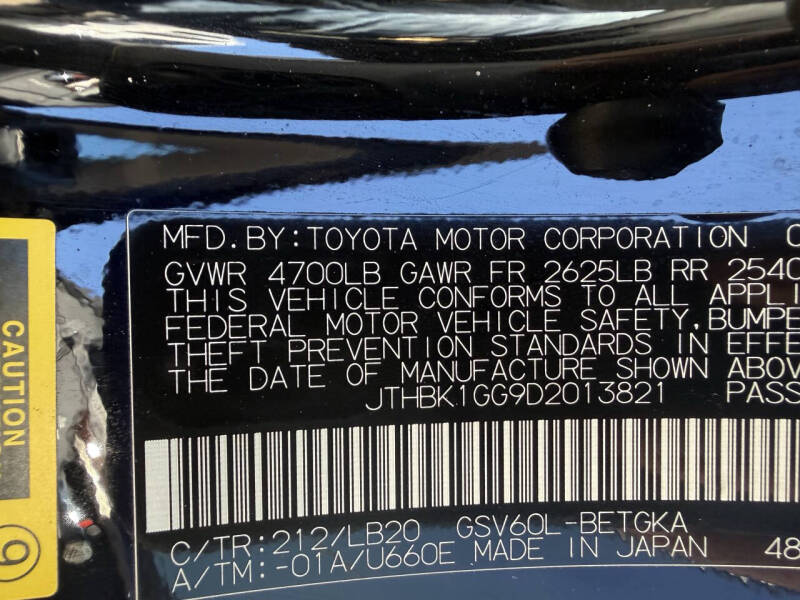 MFD. BY: TOYOTA MOTOR CORPORATION
GVWR 4700LB GAWR FR 2625LB RR 2540
THIS VEHICLE CONFORMS TO ALL APPLI
FEDERAL MOTOR VEHICLE SAFETY, BUMPE
THEFT PREVENTION STANDARDS IN EFFE
THE DATE OF MANUFACTURE SHOWN ABOV
JTHBK1GG9D2013821 PASS
C/TR:212/LB20 GSV60L-BETGKA
A/TM:-01A/U660E MADE IN JAPAN 48
CAUTION
9